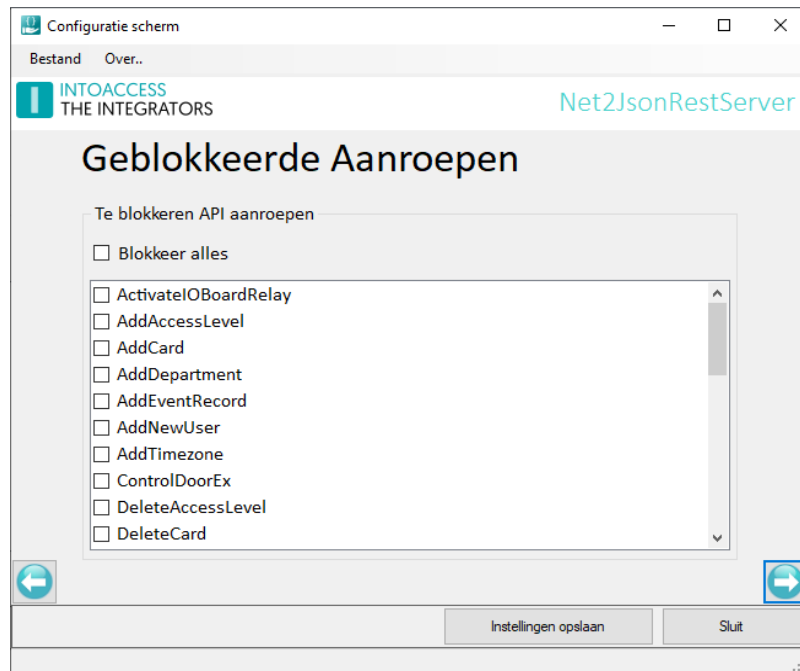 Configuratie scherm
Bestand Over..
INTOACCESS
THE INTEGRATORS
Net2JsonRestServer
Geblokkeerde Aanroepen
Te blokkeren API aanroepen
Blokkeer alles
ActivateIOBoardRelay
AddAccessLevel
AddCard
AddDepartment
AddEventRecord
AddNewUser
AddTimezone
ControlDoorEx
DeleteAccessLevel
DeleteCard
Instellingen opslaan
Sluit